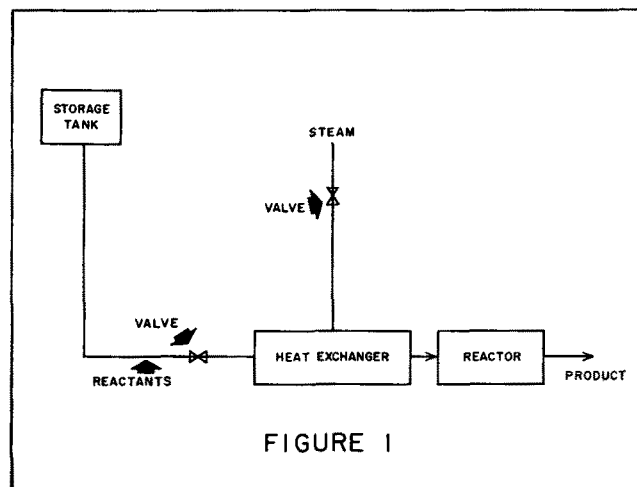 STORAGE
TANK
STEAM
VALVE
VALVE
REACTANTS
HEAT EXCHANGER
REACTOR
PRODUCT
FIGURE 1